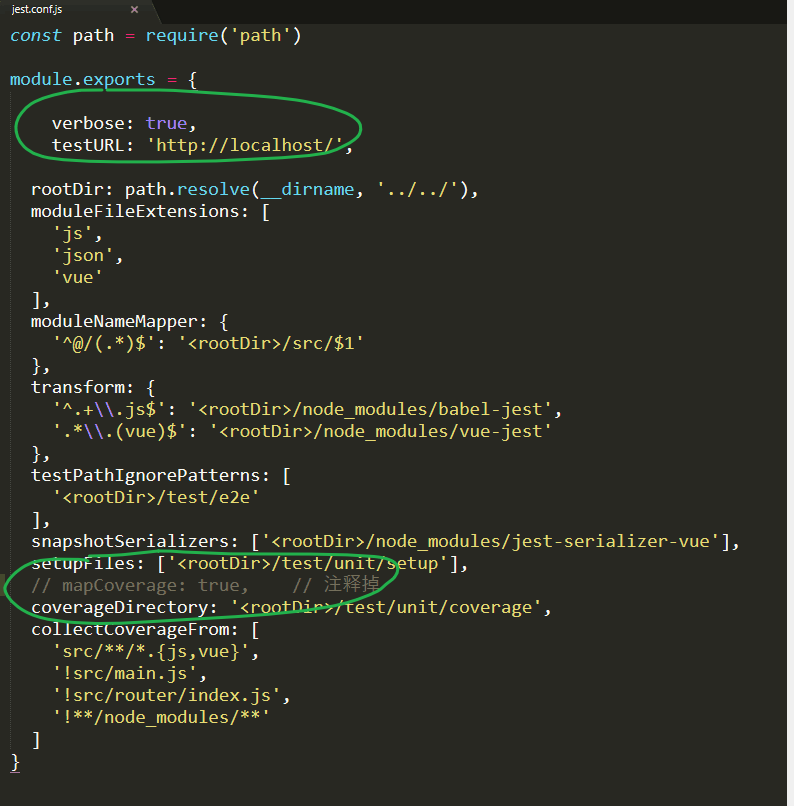 jest.conf.js ×
const path = require('path')
module.exports = {
verbose: true,
testURL: 'http://localhost/',
rootDir: path.resolve(__dirname, '../../'),
moduleFileExtensions: [
'js',
'json',
'vue'
],
moduleNameMapper: {
'^@/(.*)$': '<rootDir>/src/$1'
},
transform: {
'^.+\\.js$': '<rootDir>/node_modules/babel-jest',
'.*\\.(vue)$': '<rootDir>/node_modules/vue-jest'
},
testPathIgnorePatterns: [
'<rootDir>/test/e2e'
],
snapshotSerializers: ['<rootDir>/node_modules/jest-serializer-vue'],
setupFiles: ['<rootDir>/test/unit/setup'],
// mapCoverage: true,    // 注释掉
coverageDirectory: '<rootDir>/test/unit/coverage',
collectCoverageFrom: [
'src/**/*.{js,vue}',
'!src/main.js',
'!src/router/index.js',
'!**/node_modules/**'
]
}